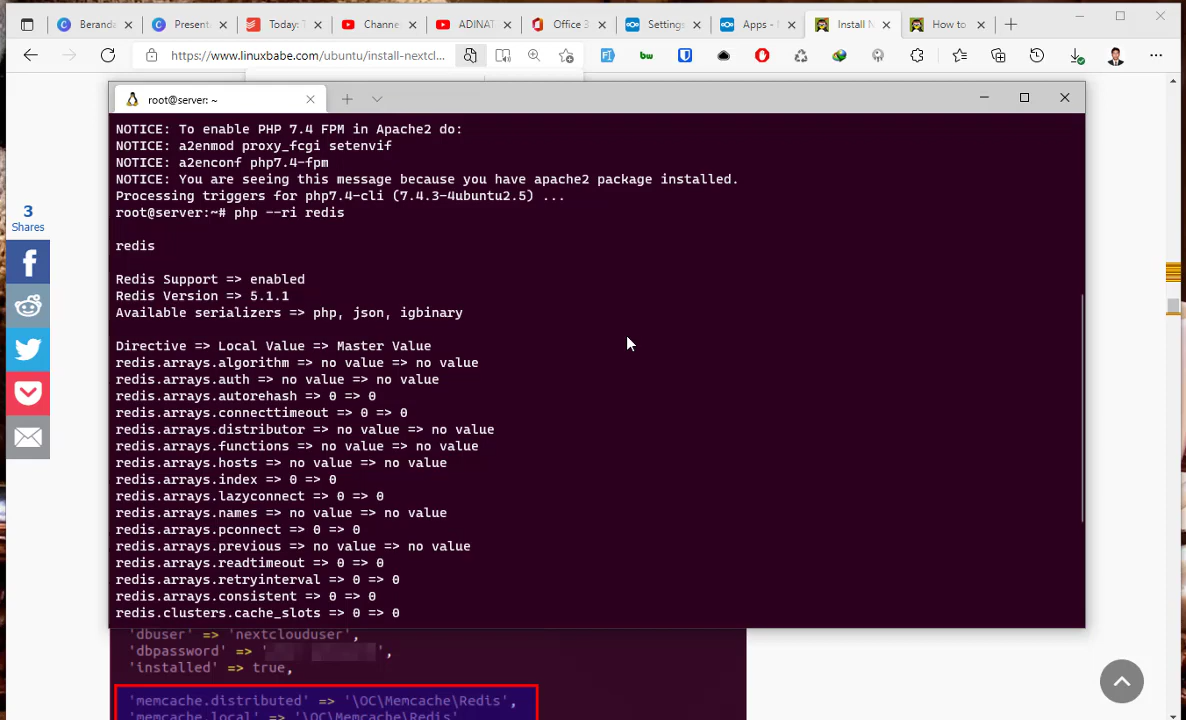 Beranda
Present
Today:
Channe
ADINAT
Office 3
Settings
Apps -
Install N
How to
https://www.linuxbabe.com/ubuntu/install-nextcl...
root@server: ~
NOTICE: To enable PHP 7.4 FPM in Apache2 do:
NOTICE: a2enmod proxy_fcgi setenvif
NOTICE: a2enconf php7.4-fpm
NOTICE: You are seeing this message because you have apache2 package installed.
Processing triggers for php7.4-cli (7.4.3-4ubuntu2.5) ...
root@server:~# php --ri redis
redis
Redis Support => enabled
Redis Version => 5.1.1
Available serializers => php, json, igbinary
Directive => Local Value => Master Value
redis.arrays.algorithm => no value => no value
redis.arrays.auth => no value => no value
redis.arrays.autorehash => 0 => 0
redis.arrays.connecttimeout => 0 => 0
redis.arrays.distributor => no value => no value
redis.arrays.functions => no value => no value
redis.arrays.hosts => no value => no value
redis.arrays.index => 0 => 0
redis.arrays.lazyconnect => 0 => 0
redis.arrays.names => no value => no value
redis.arrays.pconnect => 0 => 0
redis.arrays.previous => no value => no value
redis.arrays.readtimeout => 0 => 0
redis.arrays.retryinterval => 0 => 0
redis.arrays.consistent => 0 => 0
redis.clusters.cache_slots => 0 => 0
3
Shares
'dbuser' => 'nextclouduser',
'dbpassword' => '
',
'installed' => true,
'memcache.distributed' => '\OC\Memcache\Redis',
'memcache.local' => '\OC\Memcache\Redis'